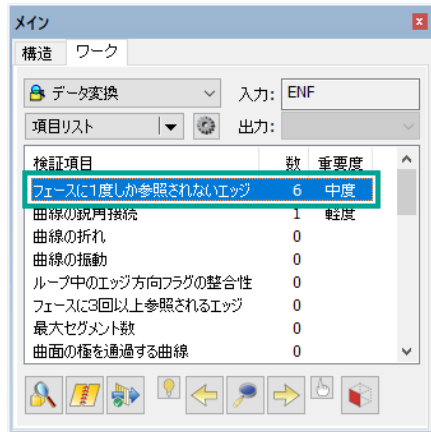 メイン
構造 ワーク
データ変換 入力: ENF
項目リスト 出力:
検証項目 数 重要度
フェースに1度しか参照されないエッジ 6 中度
曲線の鋭角接続 1 軽度
曲線の折れ 0
曲線の振動 0
ループ中のエッジ方向フラグの整合性 0
フェースに3回以上参照されるエッジ 0
最大セグメント数 0
曲面の極を通過する曲線 0